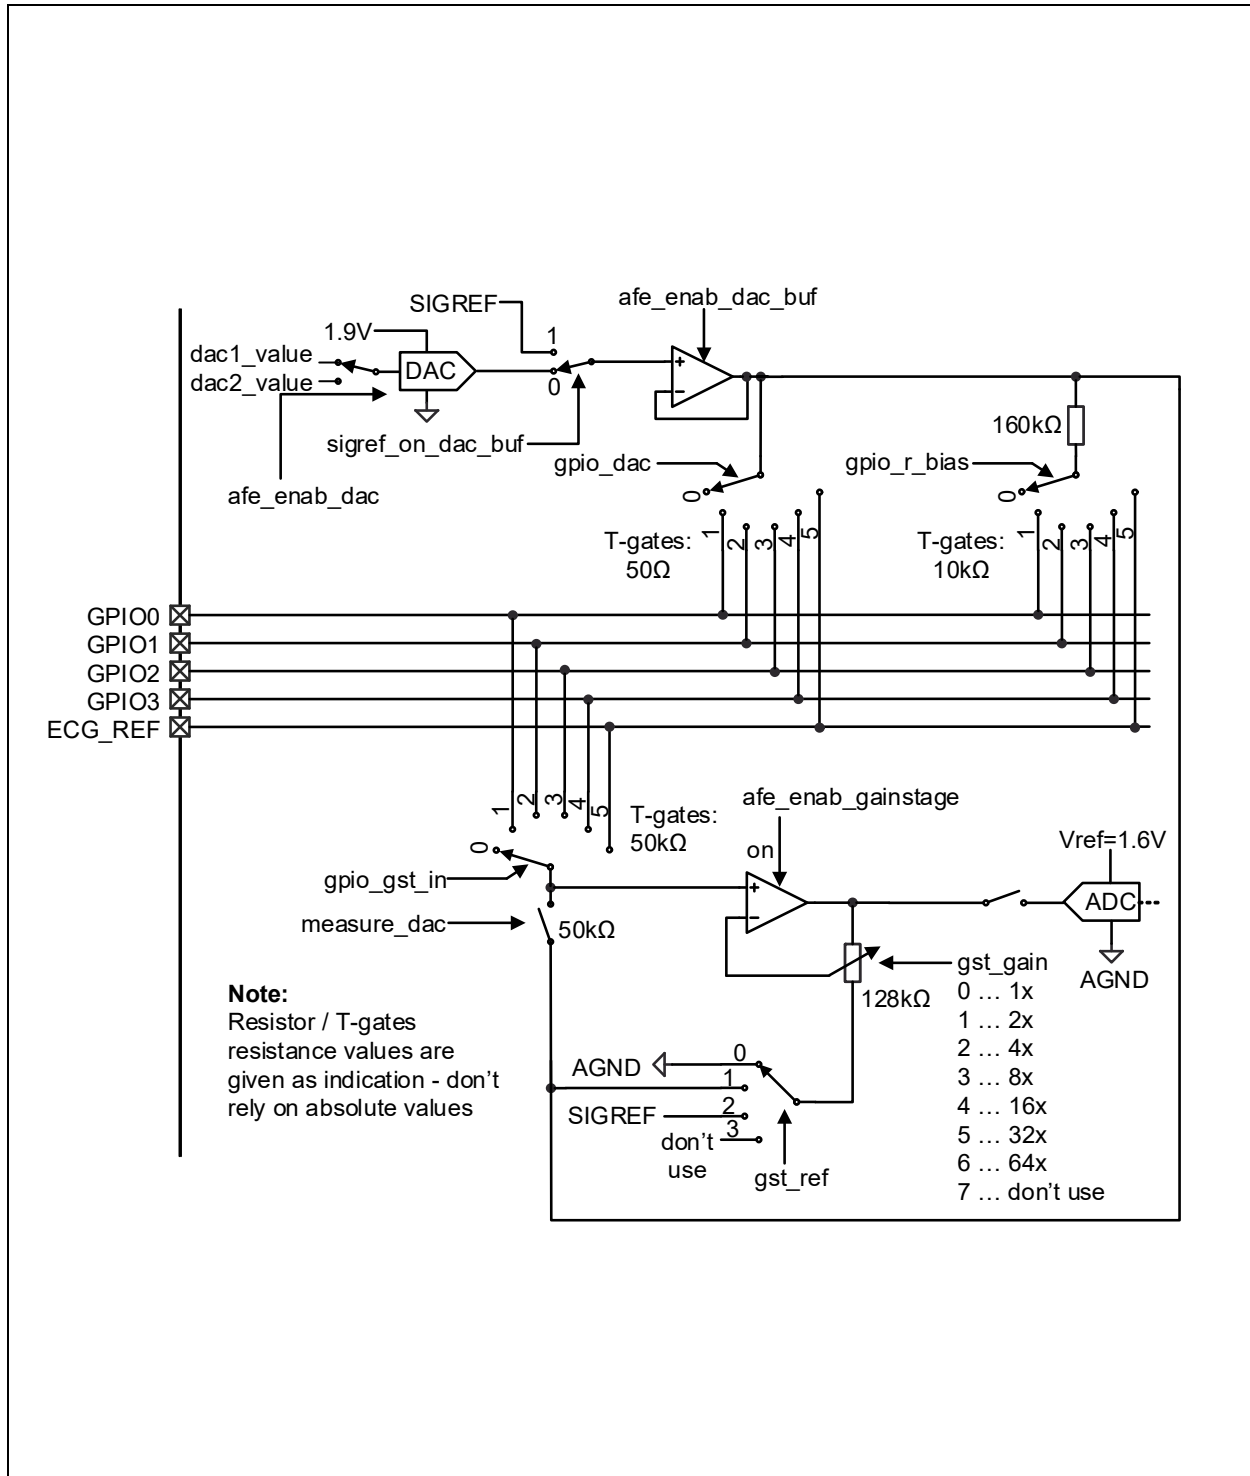 SIGREF
afe_enab_dac_buf
1.9V
1
dac1_value
DAC
dac2_value
0
sigref_on_dac_buf
160kΩ
gpio_dac
gpio_r_bias
afe_enab_dac
0
0
T-gates:
50Ω
1
2
3
4
5
T-gates:
10kΩ
1
2
3
4
5
GPIO0
GPIO1
GPIO2
GPIO3
ECG_REF
1
2
3
4
5
T-gates:
50kΩ
afe_enab_gainstage
0
on
Vref=1.6V
gpio_gst_in
ADC
measure_dac
50kΩ
gst_gain
AGND
128kΩ
0 … 1x
1 … 2x
2 … 4x
3 … 8x
4 … 16x
5 … 32x
6 … 64x
7 … don't use
Note:
Resistor / T-gates
resistance values are
given as indication - don't
rely on absolute values
AGND
0
1
SIGREF
2
don't
use
3
gst_ref